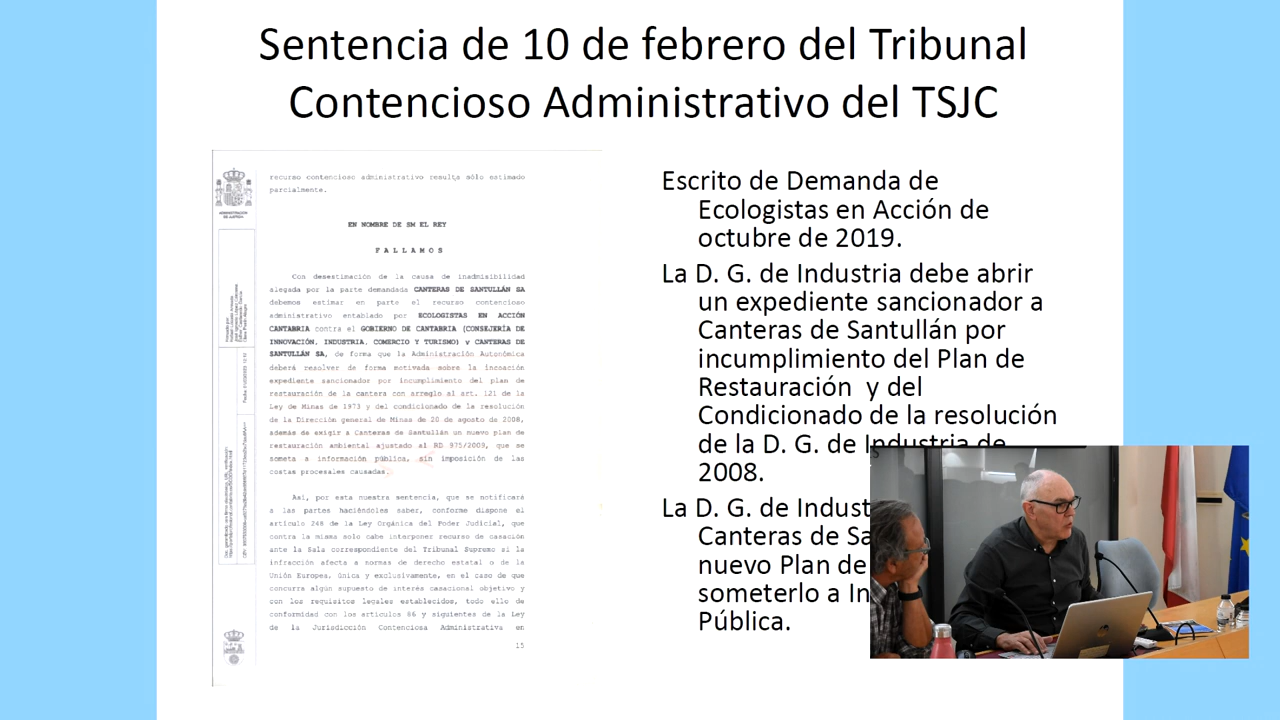 Sentencia de 10 de febrero del Tribunal
Contencioso Administrativo del TSJC
recurso contencioso administrativo resulta sólo estimado
parcialmente.
EN NOMBRE DE SM EL REY
F A L L A M O S
Con desestimación de la causa de inadmisibilidad
alegada por la parte demandada CANTERAS DE SANTULLÁN SA
debemos estimar en parte el recurso contencioso
administrativo entablado por ECOLOGISTAS EN ACCIÓN
CANTABRIA contra el GOBIERNO DE CANTABRIA (CONSEJERÍA DE
INNOVACIÓN, INDUSTRIA, COMERCIO Y TURISMO) y CANTERAS DE
SANTULLÁN SA, de forma que la Administración Autonómica
deberá resolver de forma motivada sobre la incoación
expediente sancionador por incumplimiento del plan de
restauración de la cantera con arreglo al art. 121 de la
Ley de Minas de 1973 y del condicionado de la resolución
de la Dirección general de Minas de 20 de agosto de 2008,
además de exigir a Canteras de Santullán un nuevo plan de
restauración ambiental ajustado al RD 975/2009, que se
someta a información pública, sin imposición de las
costas procesales causadas.
Así, por esta nuestra sentencia, que se notificará
a las partes haciéndoles saber, conforme dispone el
artículo 248 de la Ley Orgánica del Poder Judicial, que
contra la misma solo cabe interponer recurso de casación
ante la Sala correspondiente del Tribunal Supremo si la
infracción afecta a normas de derecho estatal o de la
Unión Europea, única y exclusivamente, en el caso de que
concurra algún supuesto de interés casacional objetivo y
con los requisitos legales establecidos, todo ello de
conformidad con los artículos 86 y siguientes de la Ley
de la Jurisdicción Contenciosa Administrativa en
15
ADMINISTRACION
DE JUSTICIA
Escrito de Demanda de
Ecologistas en Acción de
octubre de 2019.
La D. G. de Industria debe abrir
un expediente sancionador a
Canteras de Santullán por
incumplimiento del Plan de
Restauración y del
Condicionado de la resolución
de la D. G. de Industria de
2008.
La D. G. de Indust
Canteras de Sa
nuevo Plan de
someterlo a In
Pública.